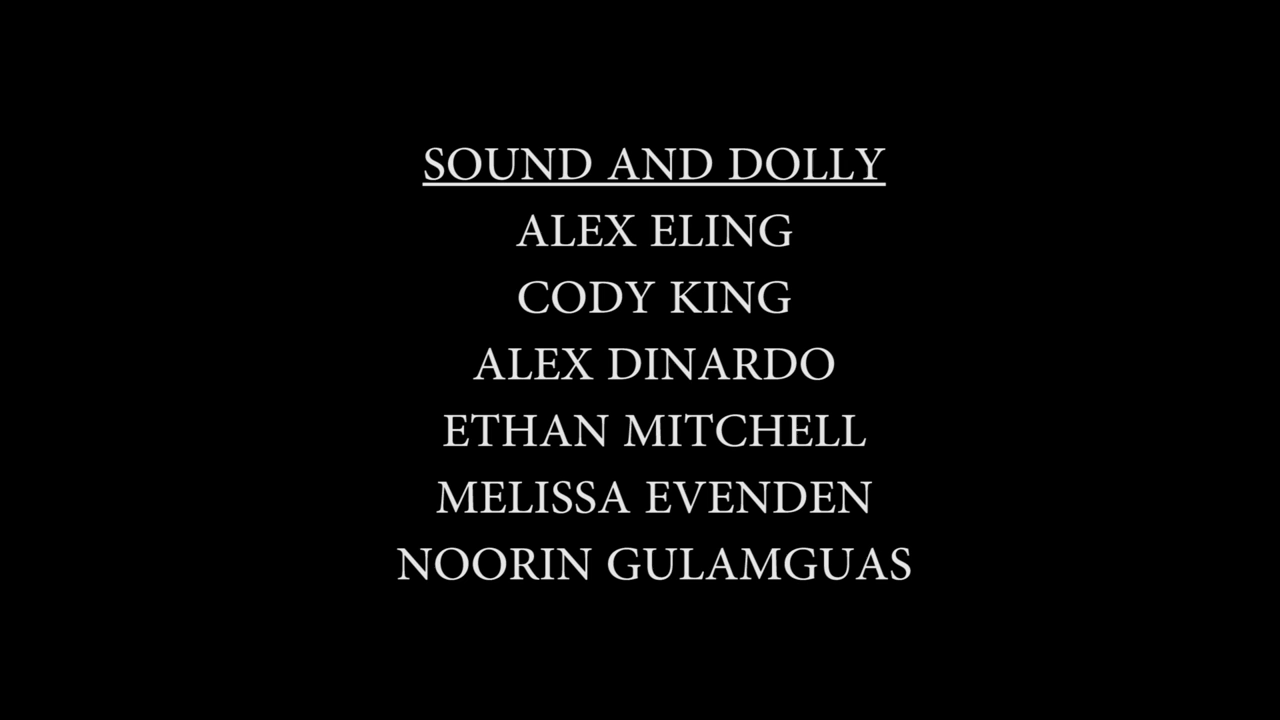 SOUND AND DOLLY
ALEX ELING
CODY KING
ALEX DINARDO
ETHAN MITCHELL
MELISSA EVENDEN
NOORIN GULAMGUAS